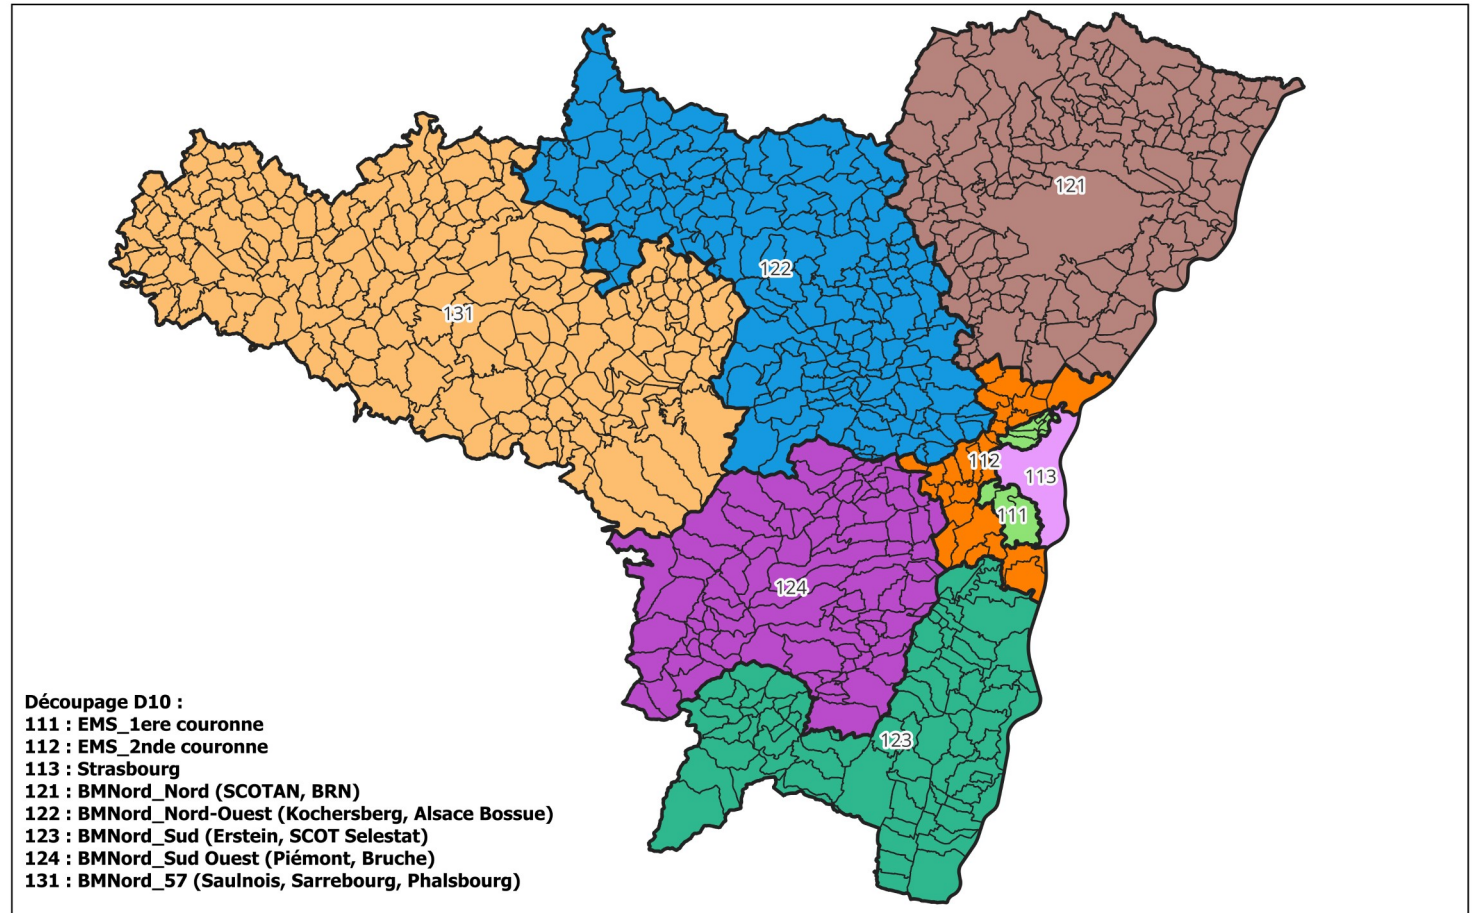 121
122
131
112
113
111
124
123
Découpage D10 :
111 : EMS_1ere couronne
112 : EMS_2nde couronne
113 : Strasbourg
121 : BMNord_Nord (SCOTAN, BRN)
122 : BMNord_Nord-Ouest (Kochersberg, Alsace Bossue)
123 : BMNord_Sud (Erstein, SCOT Selestat)
124 : BMNord_Sud Ouest (Piémont, Bruche)
131 : BMNord_57 (Saulnois, Sarrebourg, Phalsbourg)